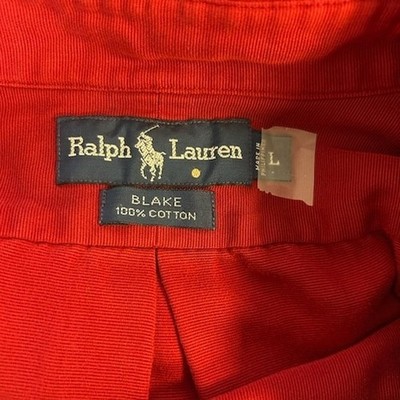 Ralph Lauren
MADE IN
L
BLAKE
100% COTTON